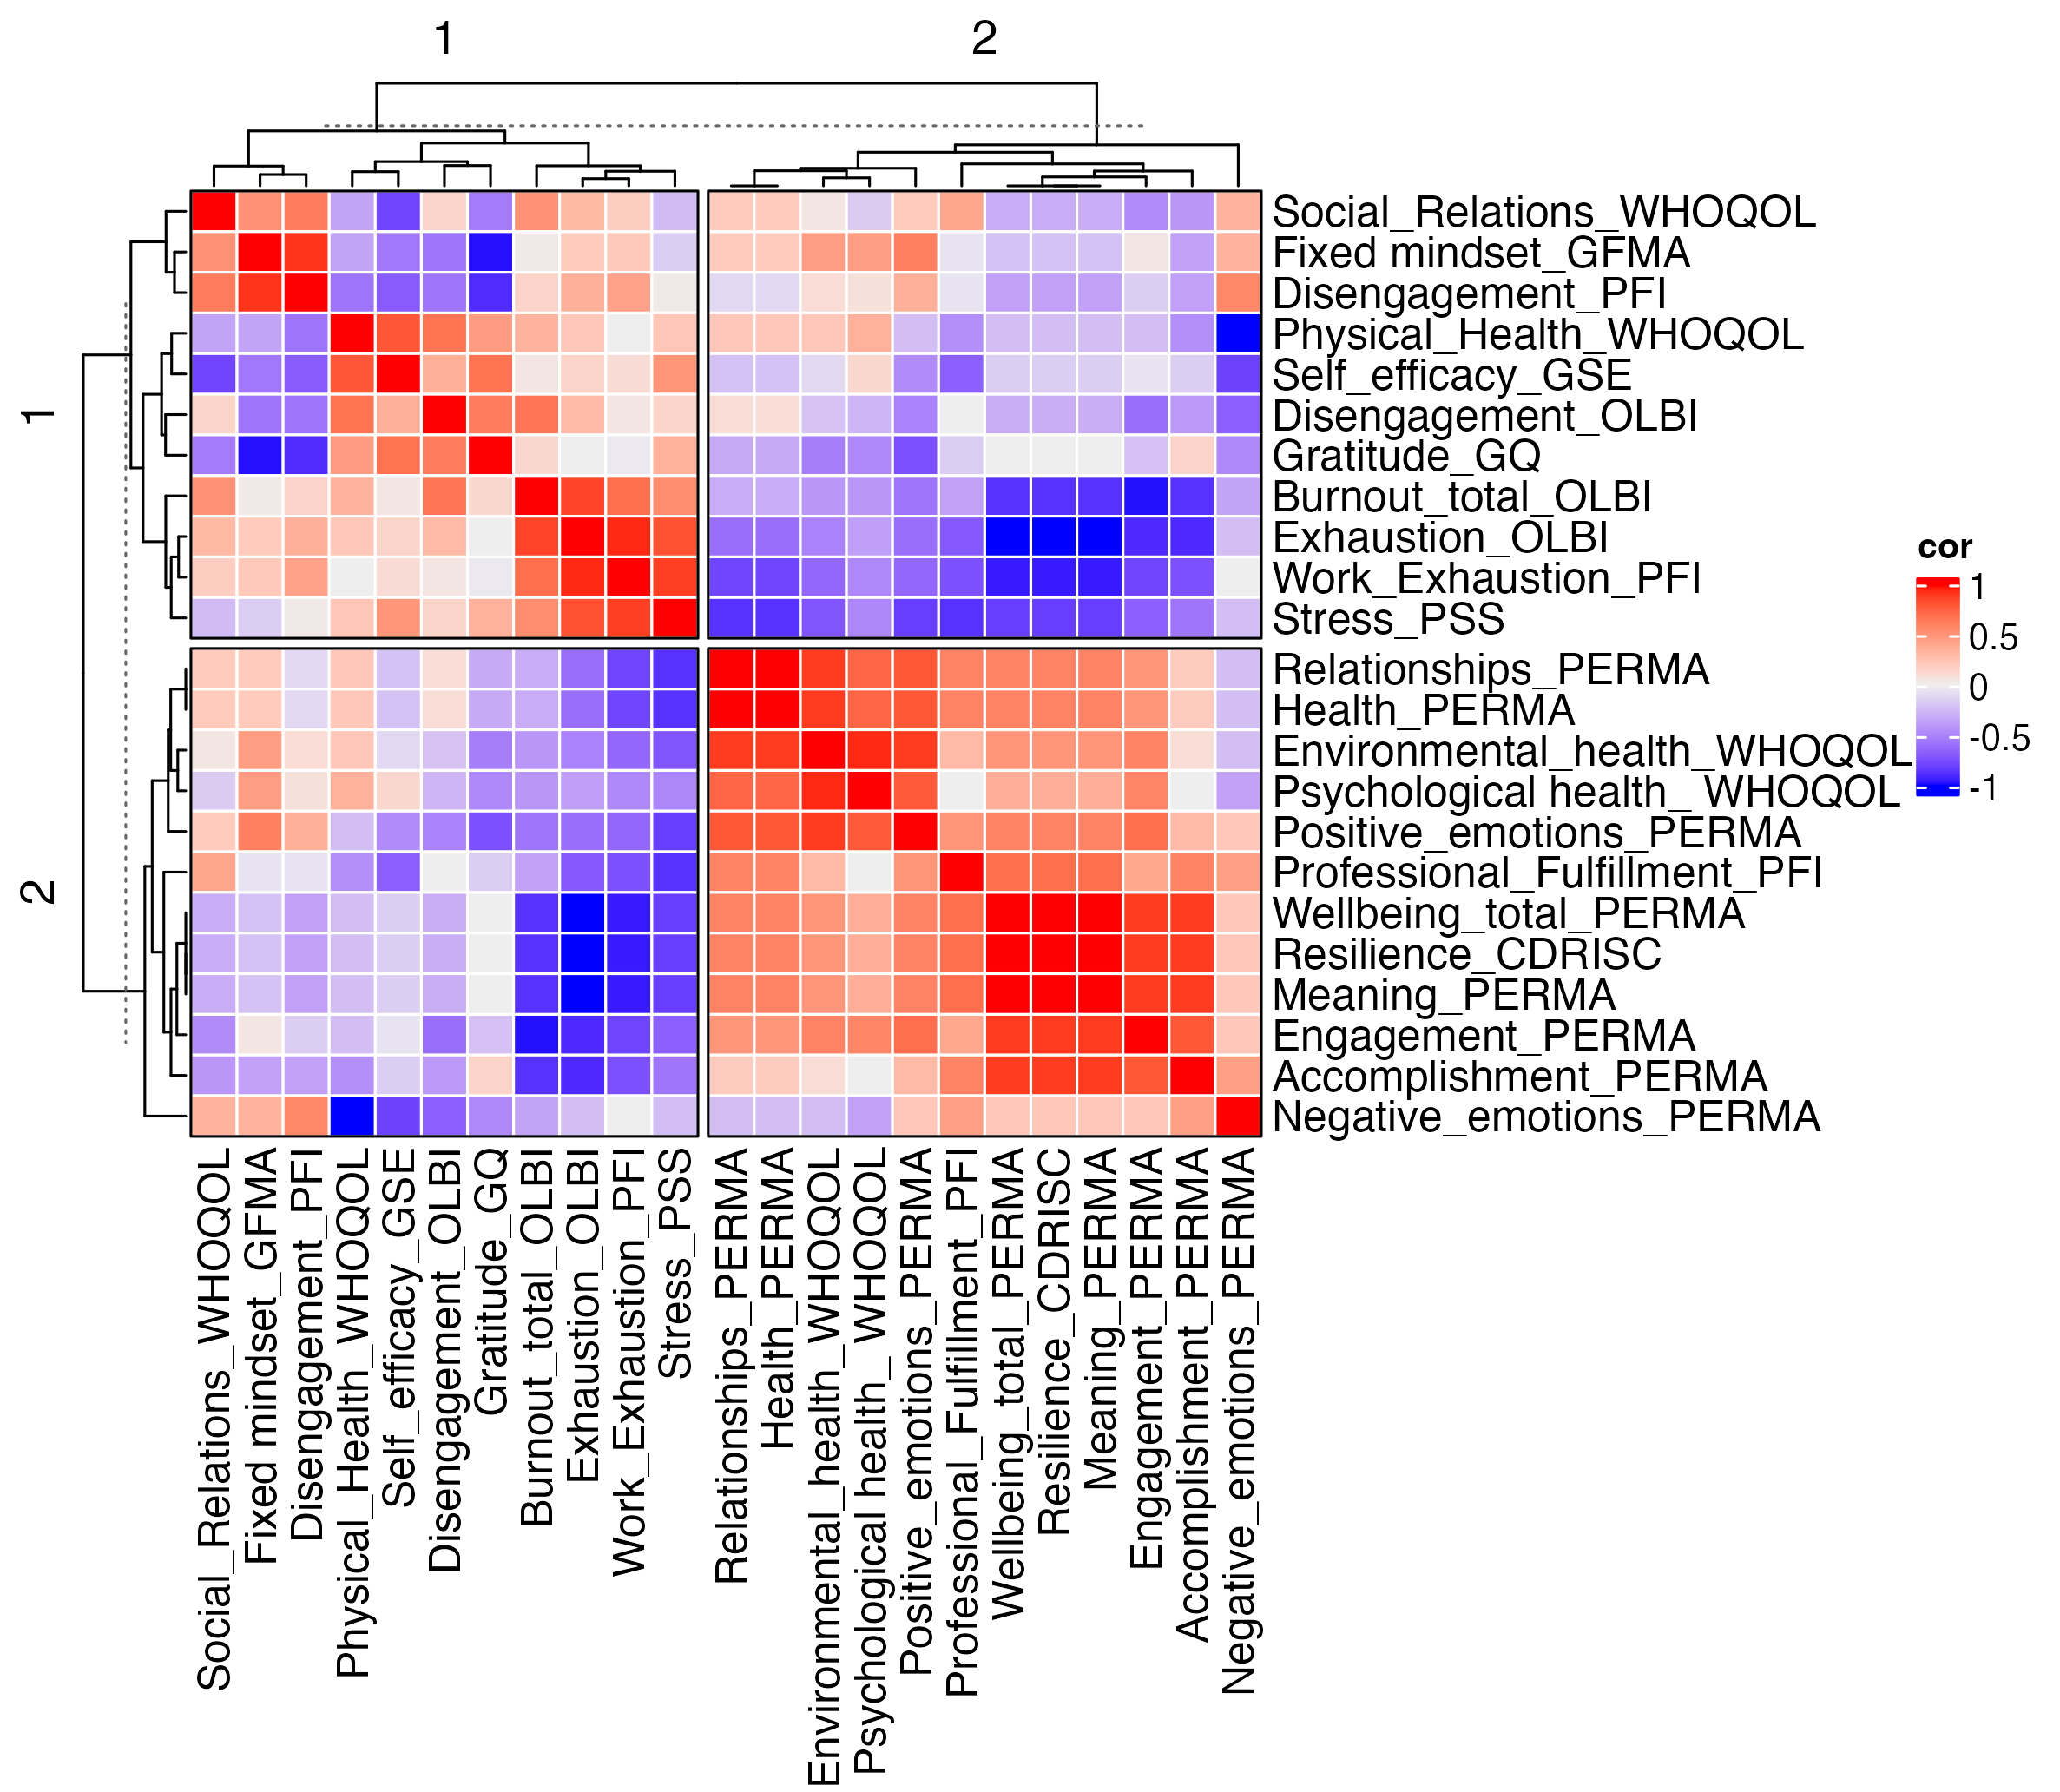 1
2
1
2
Social_Relations_WHOQOL
Fixed mindset_GFMA
Disengagement_PFI
Physical_Health_WHOQOL
Self_efficacy_GSE
Disengagement_OLBI
Gratitude_GQ
Burnout_total_OLBI
Exhaustion_OLBI
Work_Exhaustion_PFI
Stress_PSS
Relationships_PERMA
Health_PERMA
Environmental_health_WHOQOL
Psychological health_ WHOQOL
Positive_emotions_PERMA
Professional_Fulfillment_PFI
Wellbeing_total_PERMA
Resilience_CDRISC
Meaning_PERMA
Engagement_PERMA
Accomplishment_PERMA
Negative_emotions_PERMA
cor
1
0.5
0
-0.5
-1
Social_Relations_WHOQOL
Fixed mindset_GFMA
Disengagement_PFI
Physical_Health_WHOQOL
Self_efficacy_GSE
Disengagement_OLBI
Gratitude_GQ
Burnout_total_OLBI
Exhaustion_OLBI
Work_Exhaustion_PFI
Stress_PSS
Relationships_PERMA
Health_PERMA
Environmental_health_WHOQOL
Psychological health_ WHOQOL
Positive_emotions_PERMA
Professional_Fulfillment_PFI
Wellbeing_total_PERMA
Resilience_CDRISC
Meaning_PERMA
Engagement_PERMA
Accomplishment_PERMA
Negative_emotions_PERMA